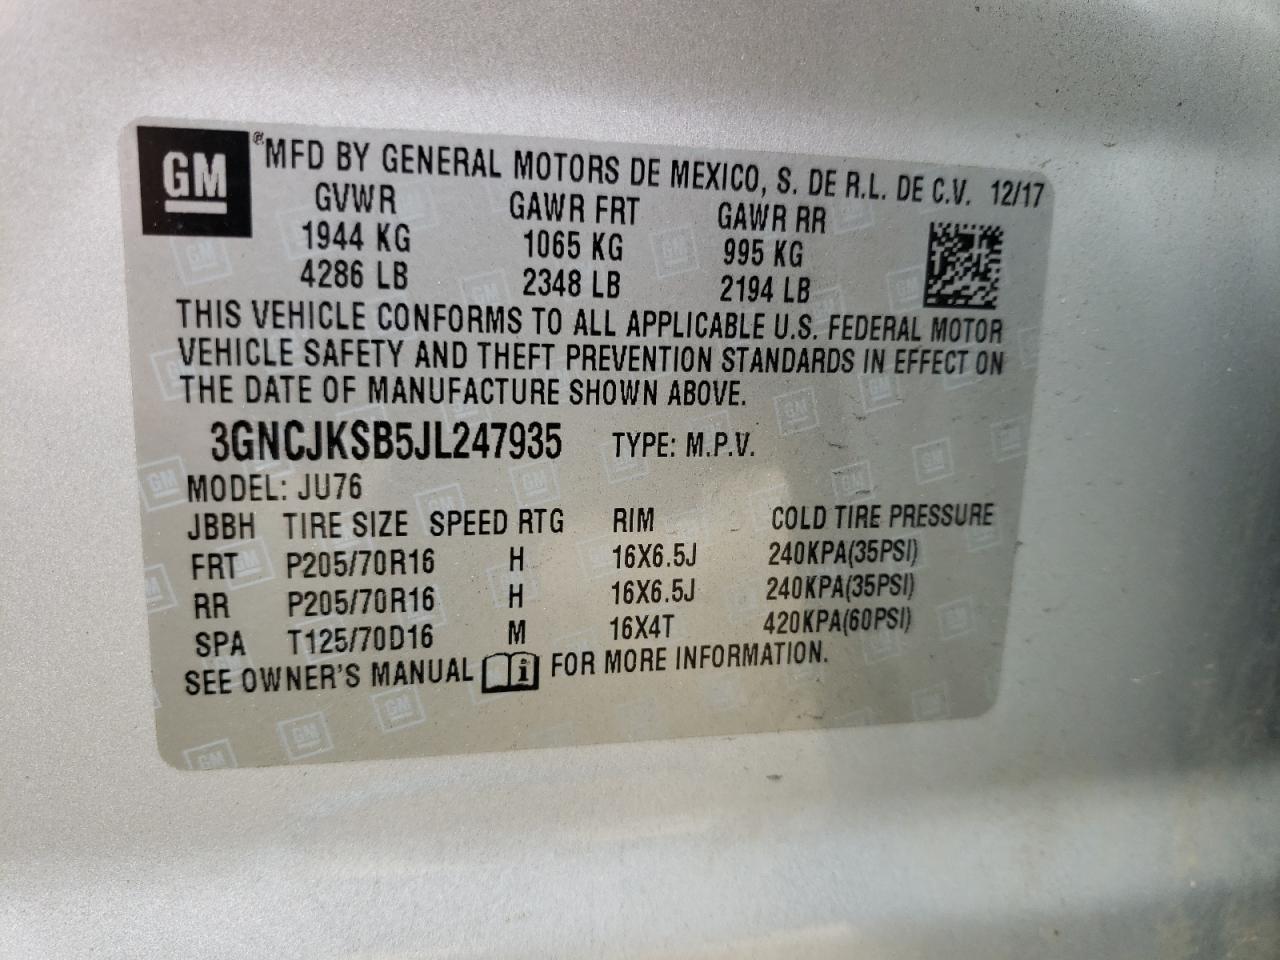 GM ® MFD BY GENERAL MOTORS DE MEXICO, S. DE R.L. DE C.V. 12/17
GVWR GAWR FRT GAWR RR
1944 KG 1065 KG 995 KG
4286 LB 2348 LB 2194 LB
THIS VEHICLE CONFORMS TO ALL APPLICABLE U.S. FEDERAL MOTOR
VEHICLE SAFETY AND THEFT PREVENTION STANDARDS IN EFFECT ON
THE DATE OF MANUFACTURE SHOWN ABOVE.
3GNCJKSB5JL247935 TYPE: M.P.V.
MODEL: JU76
JBBH TIRE SIZE SPEED RTG RIM COLD TIRE PRESSURE
FRT P205/70R16 H 16X6.5J 240KPA(35PSI)
RR P205/70R16 H 16X6.5J 240KPA(35PSI)
SPA T125/70D16 M 16X4T 420KPA(60PSI)
SEE OWNER'S MANUAL i FOR MORE INFORMATION.